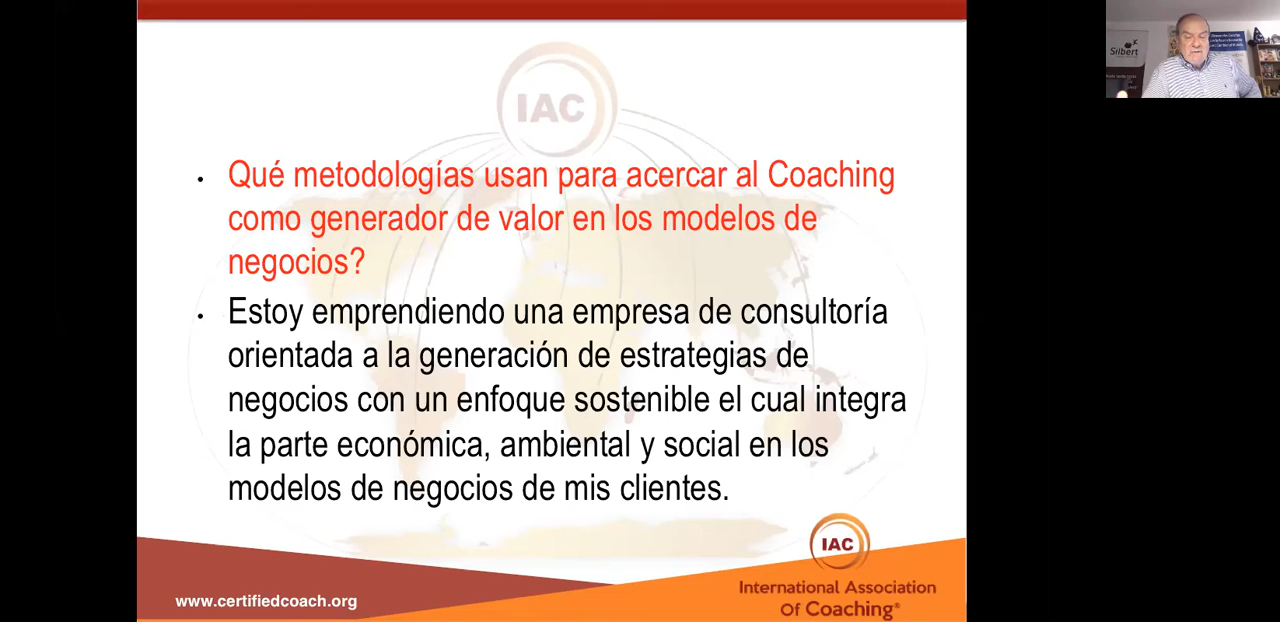 IAC
Silbert
• Qué metodologías usan para acercar al Coaching
como generador de valor en los modelos de
negocios?
• Estoy emprendiendo una empresa de consultoría
orientada a la generación de estrategias de
negocios con un enfoque sostenible el cual integra
la parte económica, ambiental y social en los
modelos de negocios de mis clientes.
IAC
International Association
Of Coaching®
www.certifiedcoach.org